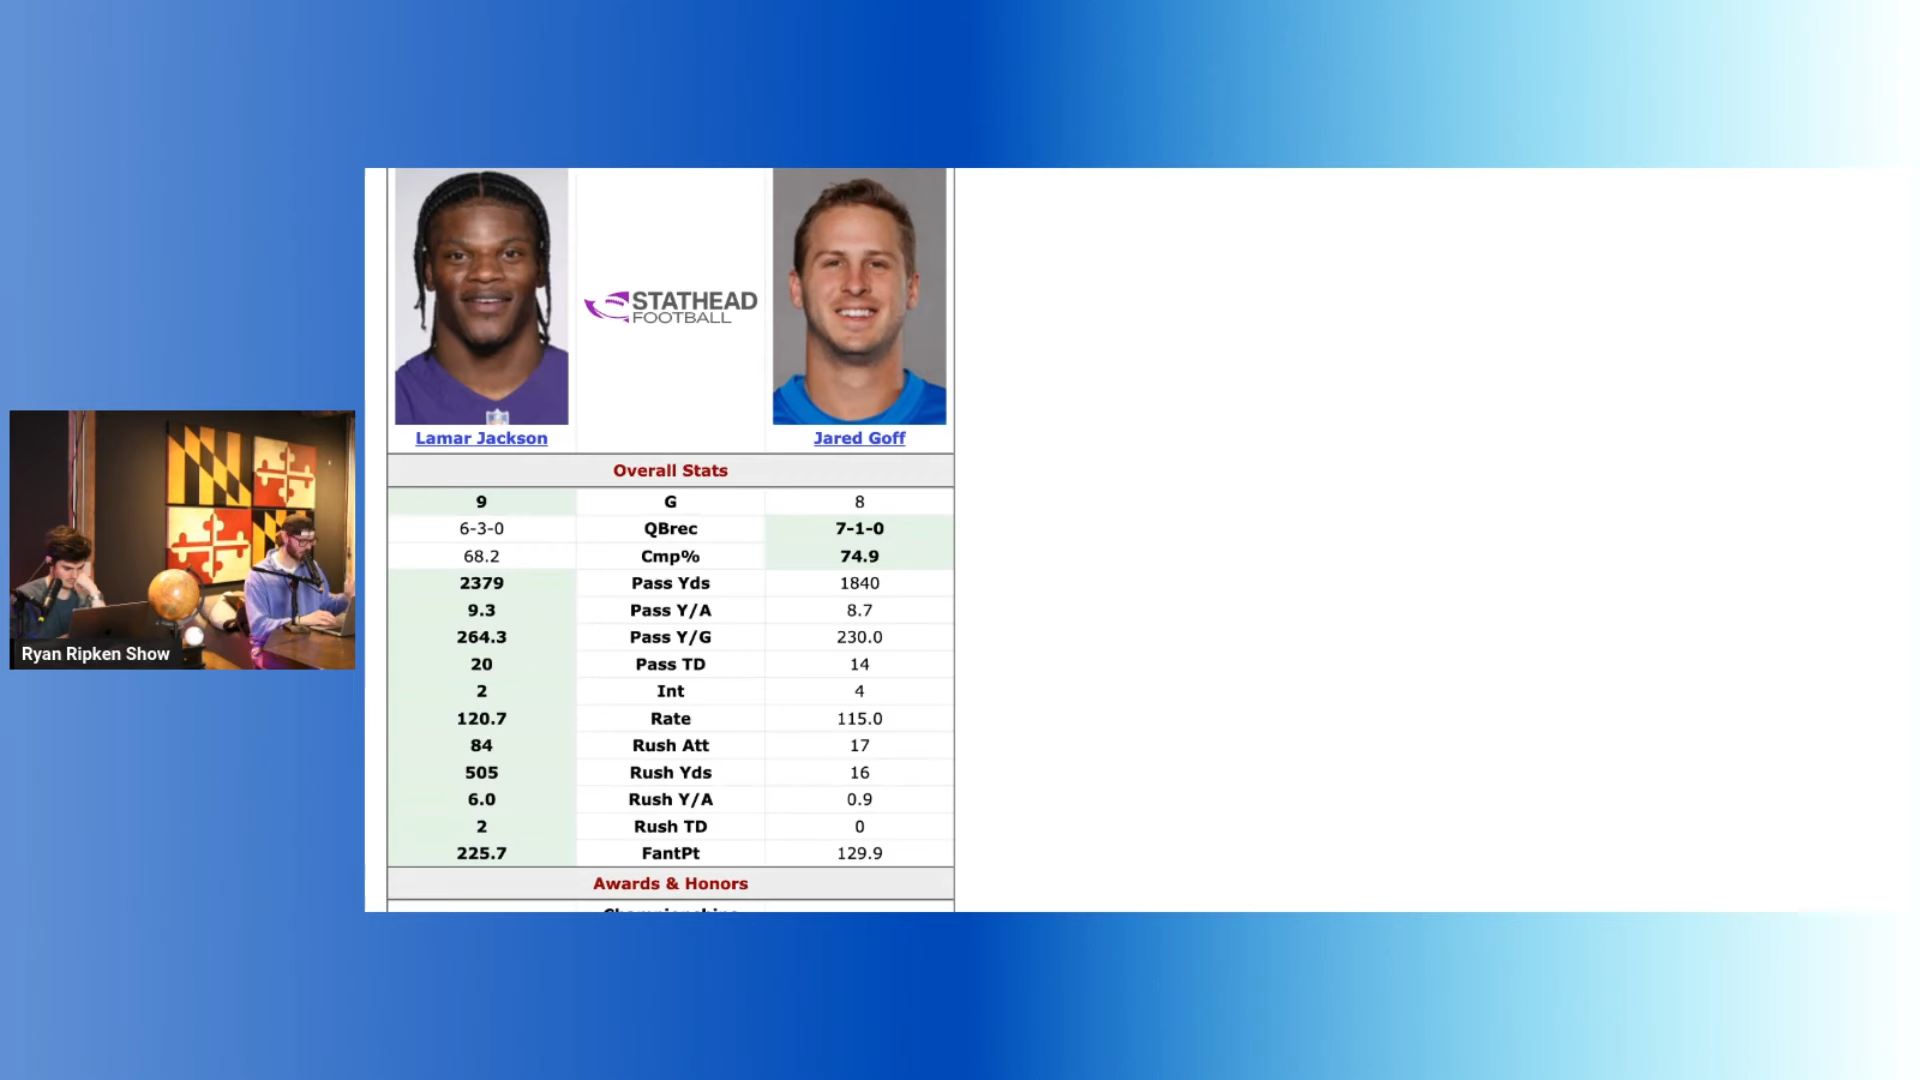 STATHEAD
FOOTBALL
Lamar Jackson Jared Goff
Overall Stats
9 G 8
6-3-0 QBrec 7-1-0
68.2 Cmp% 74.9
2379 Pass Yds 1840
9.3 Pass Y/A 8.7
264.3 Pass Y/G 230.0
20 Pass TD 14
2 Int 4
120.7 Rate 115.0
84 Rush Att 17
505 Rush Yds 16
6.0 Rush Y/A 0.9
2 Rush TD 0
225.7 FantPt 129.9
Awards & Honors
Championships
Ryan Ripken Show